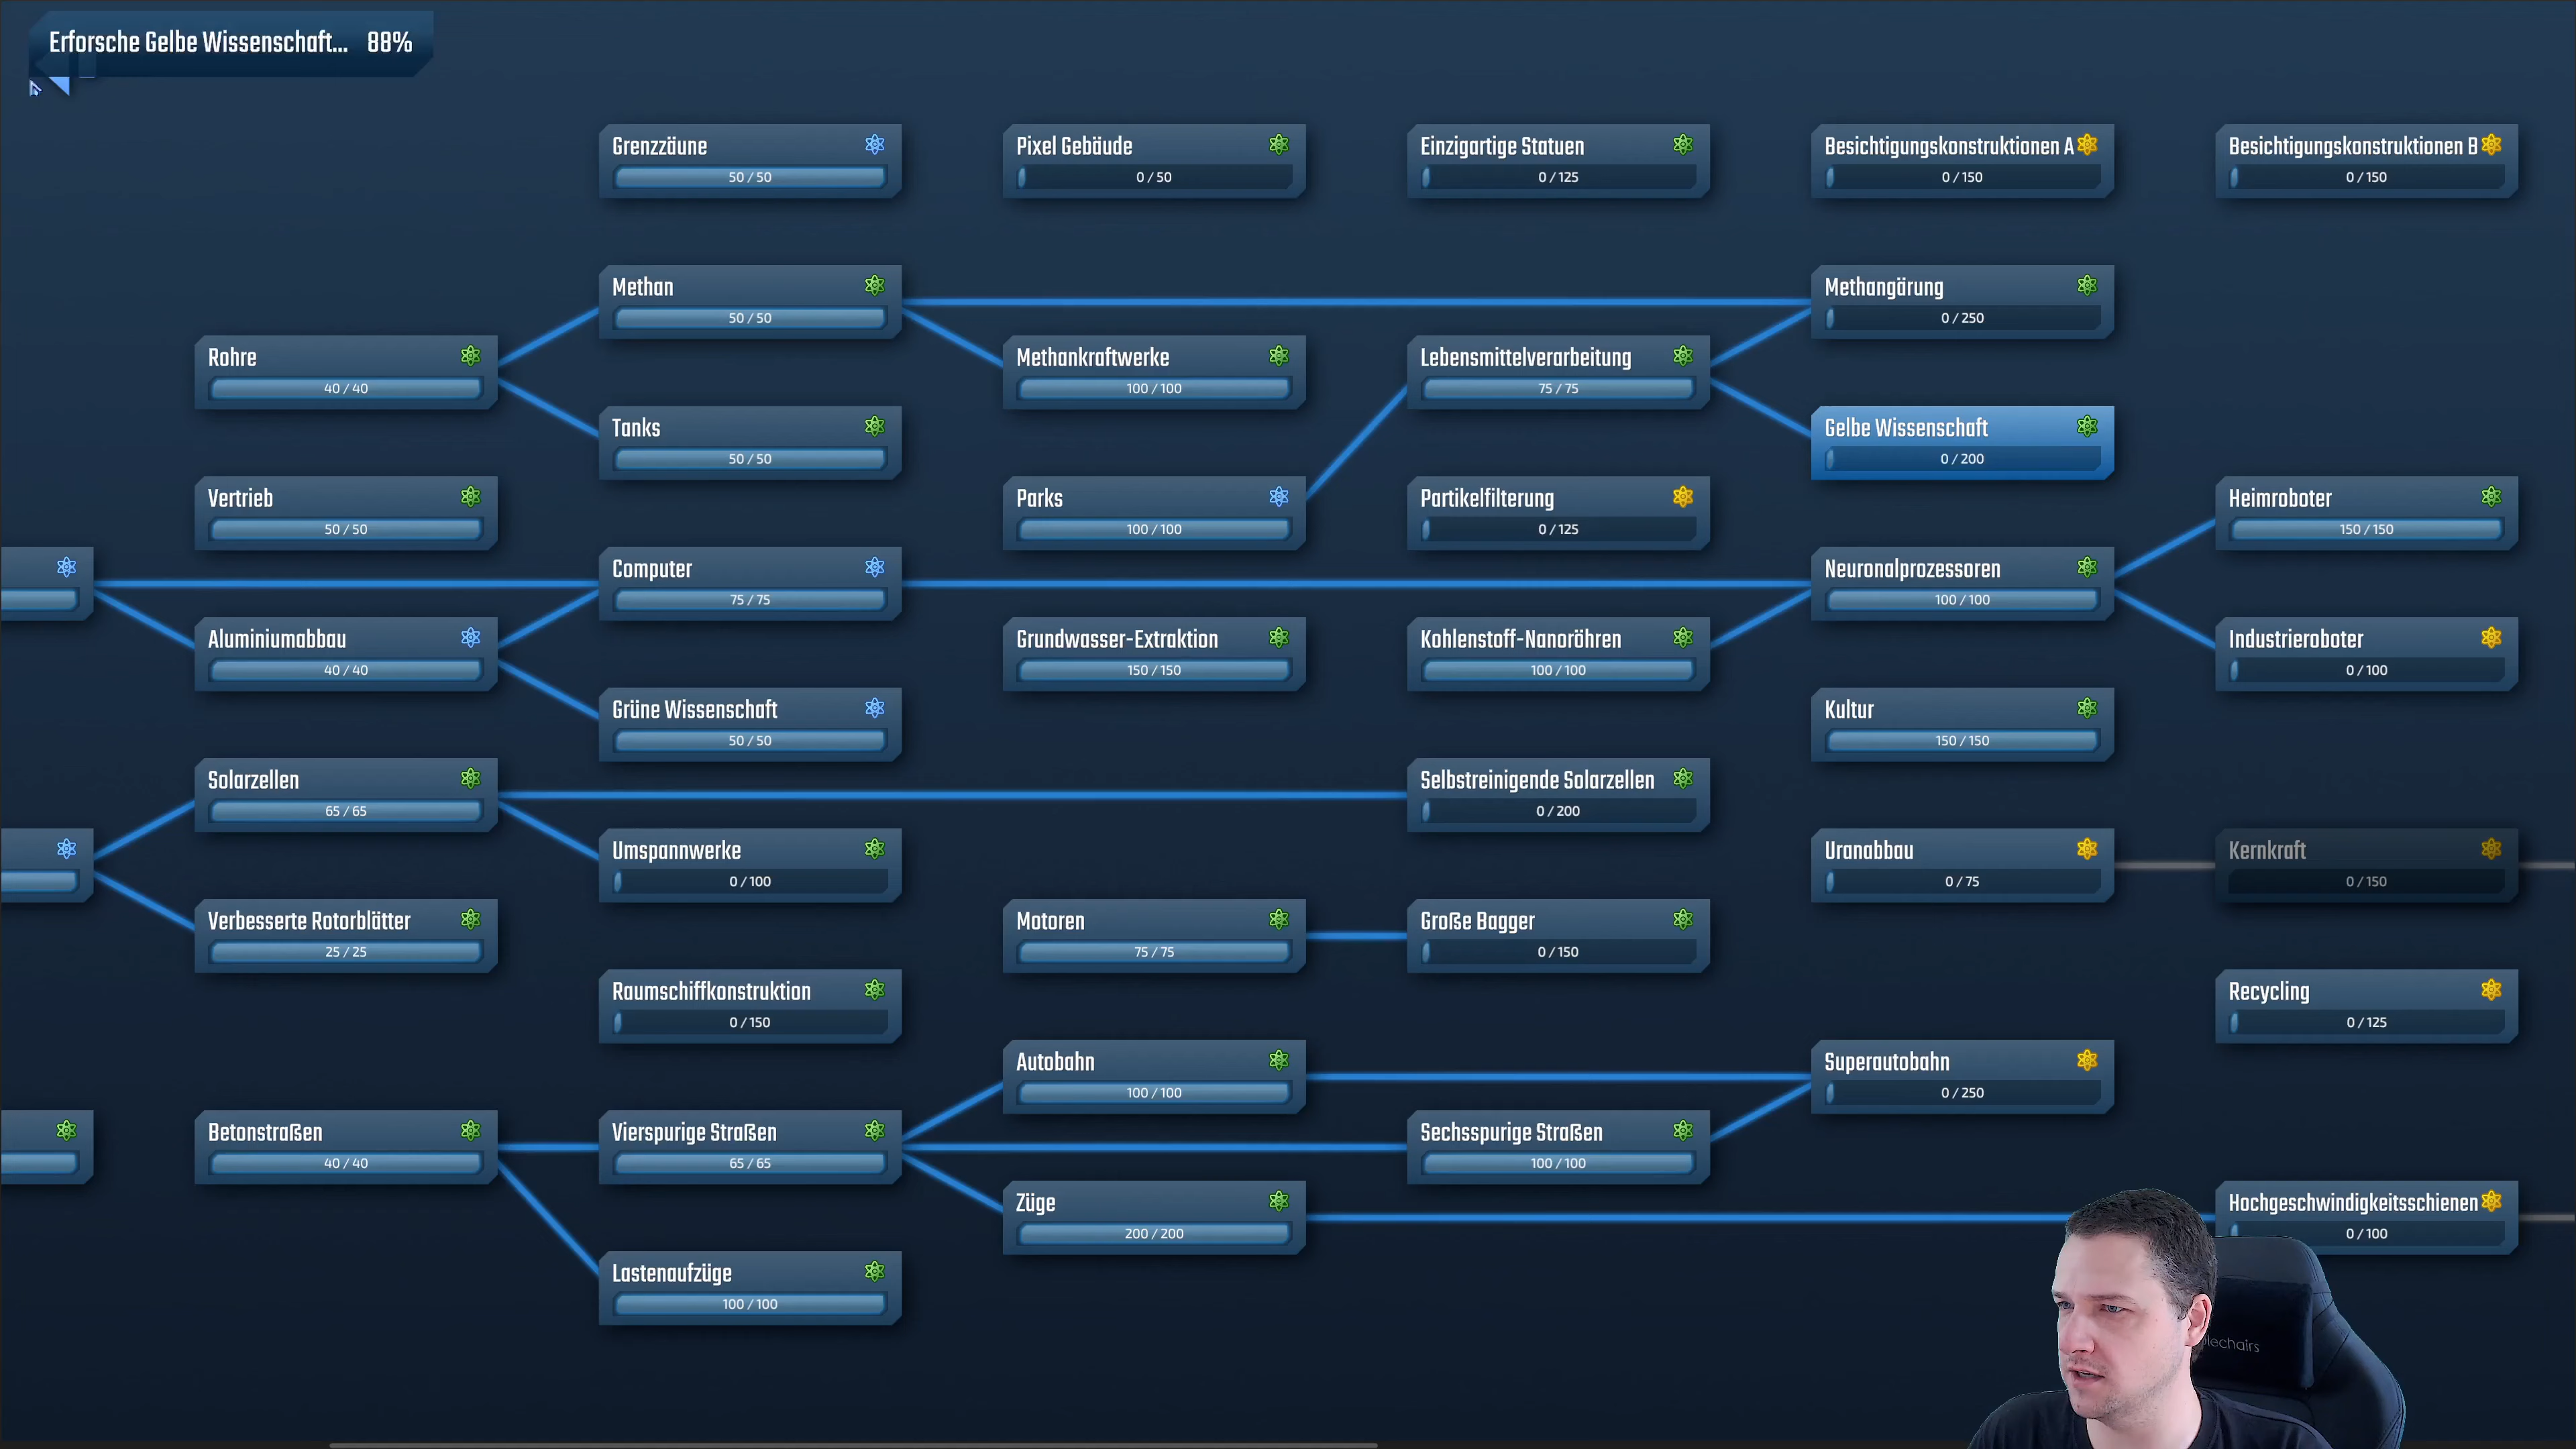 Erforsche Gelbe Wissenschaft... 88%
Grenzzäune
50 / 50
Pixel Gebäude
0 / 50
Einzigartige Statuen
0 / 125
Besichtigungskonstruktionen A
0 / 150
Besichtigungskonstruktionen B
0 / 150
Methan
50 / 50
Methangärung
0 / 250
Rohre
40 / 40
Methankraftwerke
100 / 100
Lebensmittelverarbeitung
75 / 75
Tanks
50 / 50
Gelbe Wissenschaft
0 / 200
Vertrieb
50 / 50
Parks
100 / 100
Partikelfilterung
0 / 125
Heimroboter
150 / 150
Computer
75 / 75
Neuronalprozessoren
100 / 100
Aluminiumabbau
40 / 40
Grundwasser-Extraktion
150 / 150
Kohlenstoff-Nanoröhren
100 / 100
Industrieroboter
0 / 100
Grüne Wissenschaft
50 / 50
Kultur
150 / 150
Solarzellen
65 / 65
Selbstreinigende Solarzellen
0 / 200
Umspannwerke
0 / 100
Uranabbau
0 / 75
Kernkraft
0 / 150
Verbesserte Rotorblätter
25 / 25
Motoren
75 / 75
Große Bagger
0 / 150
Raumschiffkonstruktion
0 / 150
Recycling
0 / 125
Autobahn
100 / 100
Superautobahn
0 / 250
Betonstraßen
40 / 40
Vierspurige Straßen
65 / 65
Sechsspurige Straßen
100 / 100
Züge
200 / 200
Hochgeschwindigkeitsschienen
0 / 100
Lastenaufzüge
100 / 100